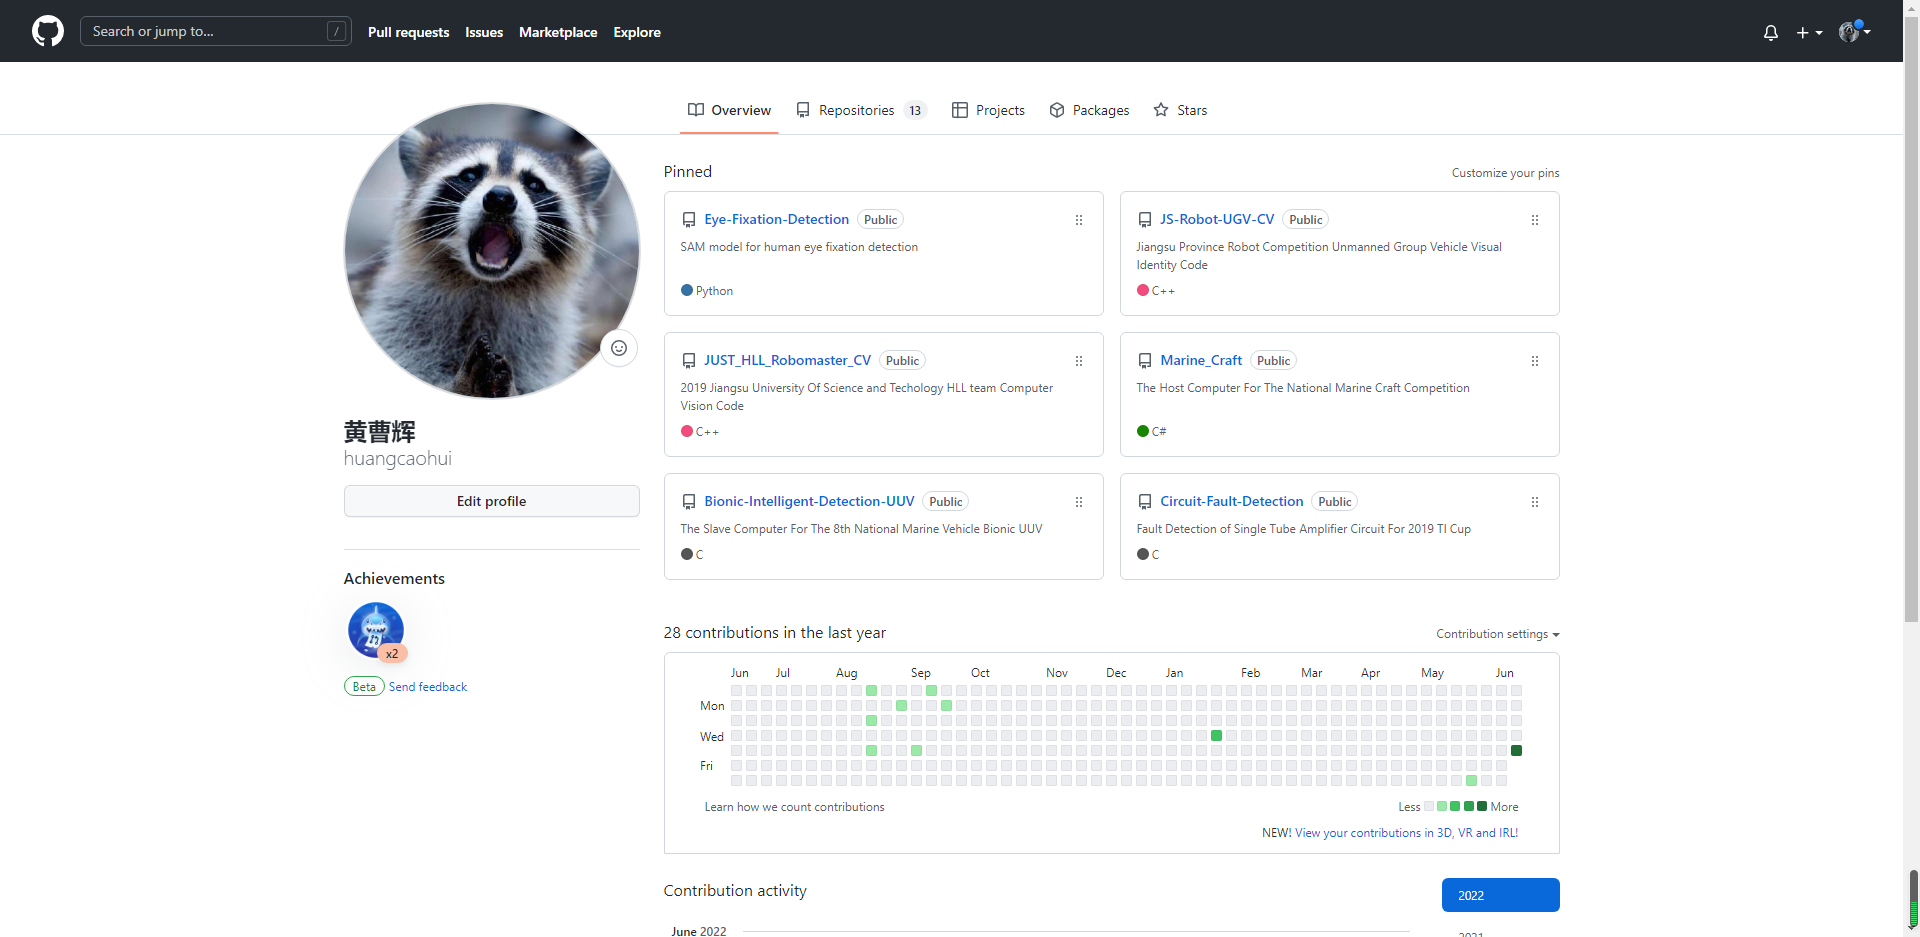 Search or jump to...
/
Pull requests
Issues
Marketplace
Explore
Overview
Repositories 13
Projects
Packages
Stars
黄曹辉
huangcaohui
Edit profile
Achievements
x2
Beta Send feedback
Pinned
Customize your pins
Eye-Fixation-Detection Public
SAM model for human eye fixation detection
Python
JS-Robot-UGV-CV Public
Jiangsu Province Robot Competition Unmanned Group Vehicle Visual
Identity Code
C++
JUST_HLL_Robomaster_CV Public
2019 Jiangsu University Of Science and Techology HLL team Computer
Vision Code
C++
Marine_Craft Public
The Host Computer For The National Marine Craft Competition
C#
Bionic-Intelligent-Detection-UUV Public
The Slave Computer For The 8th National Marine Vehicle Bionic UUV
C
Circuit-Fault-Detection Public
Fault Detection of Single Tube Amplifier Circuit For 2019 TI Cup
C
28 contributions in the last year
Contribution settings
Jun Jul Aug Sep Oct Nov Dec Jan Feb Mar Apr May Jun
Mon
Wed
Fri
Learn how we count contributions
Less More
NEW! View your contributions in 3D, VR and IRL!
Contribution activity
2022
June 2022
2021